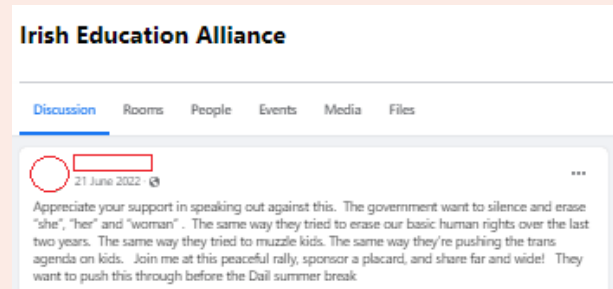 Irish Education Alliance
Discussion Rooms People Events Media Files
21 June 2022
Appreciate your support in speaking out against this. The government want to silence and erase
"she", "her" and "woman" . The same way they tried to erase our basic human rights over the last
two years. The same way they tried to muzzle kids. The same way they're pushing the trans
agenda on kids. Join me at this peaceful rally, sponsor a placard, and share far and wide! They
want to push this through before the Dail summer break